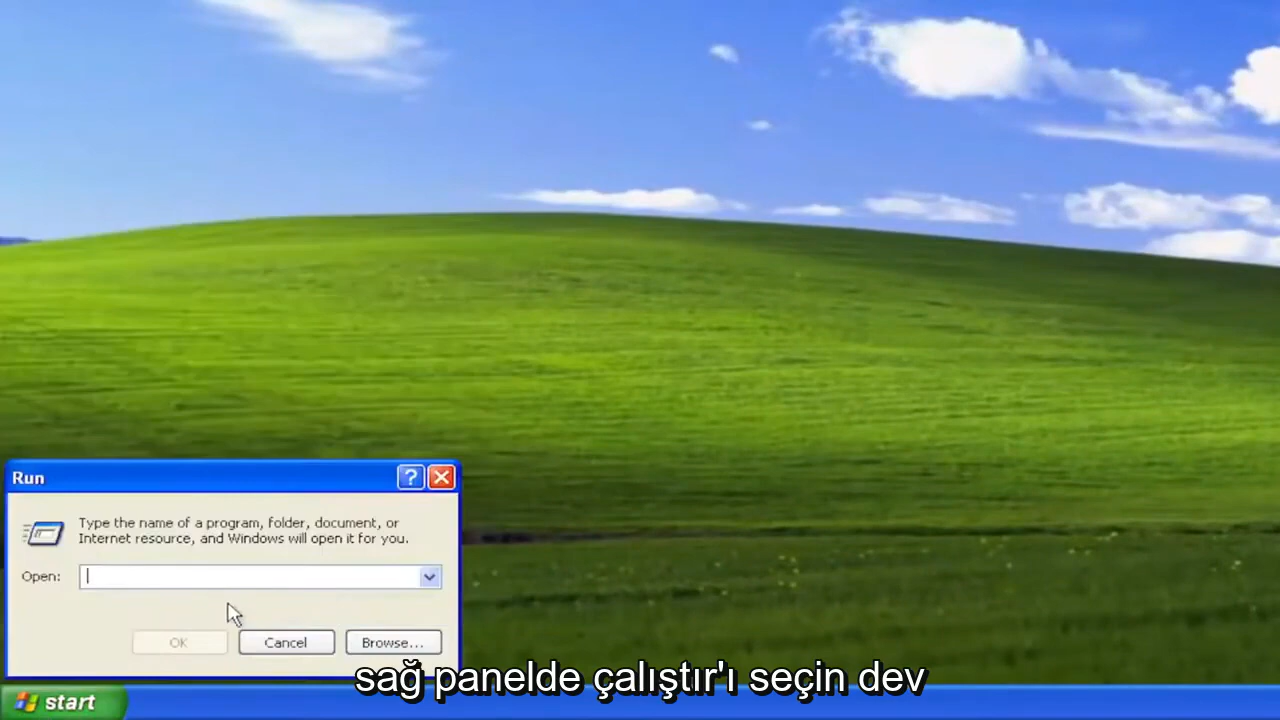 Run
Type the name of a program, folder, document, or
Internet resource, and Windows will open it for you.
Open:
OK
Cancel
Browse...
sağ panelde çalıştır'ı seçin dev
start